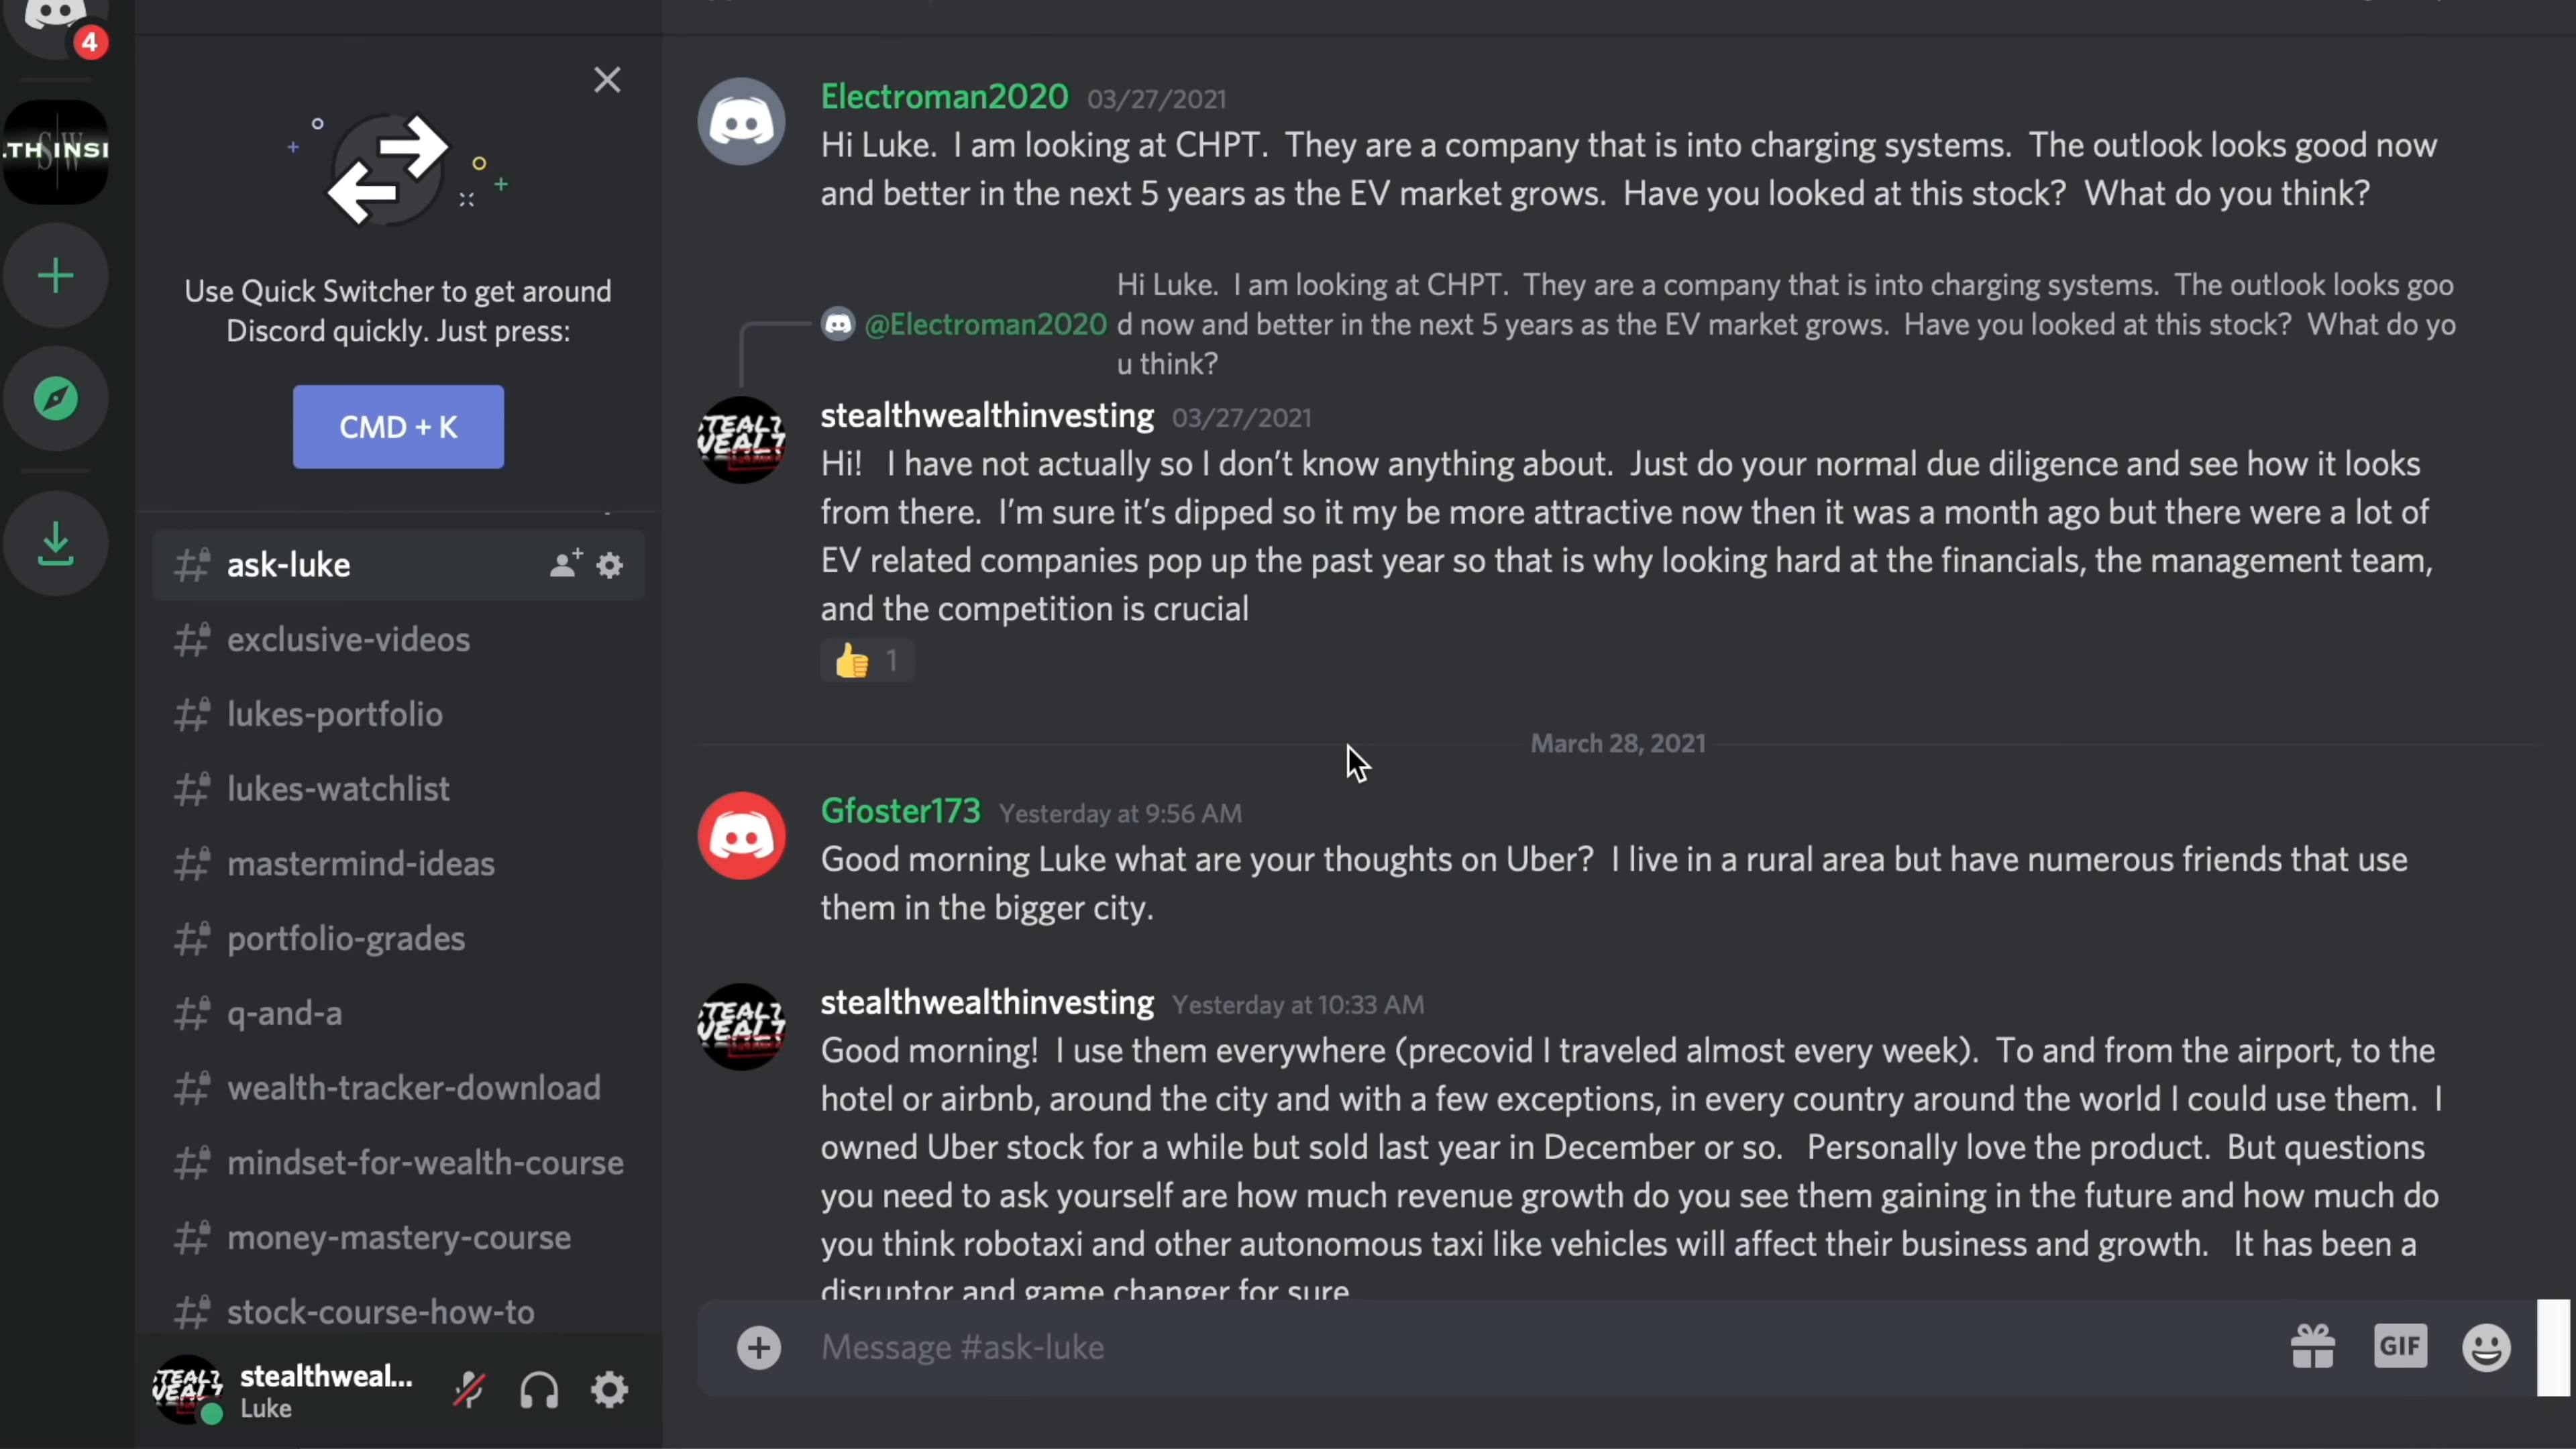 4
.TH INSI
S W
Use Quick Switcher to get around
Discord quickly. Just press:
CMD + K
ask-luke
exclusive-videos
lukes-portfolio
lukes-watchlist
mastermind-ideas
portfolio-grades
q-and-a
wealth-tracker-download
mindset-for-wealth-course
money-mastery-course
stock-course-how-to
stealthweal...
Luke
Electroman2020 03/27/2021
Hi Luke. I am looking at CHPT. They are a company that is into charging systems. The outlook looks good now
and better in the next 5 years as the EV market grows. Have you looked at this stock? What do you think?
Hi Luke. I am looking at CHPT. They are a company that is into charging systems. The outlook looks goo
@Electroman2020 d now and better in the next 5 years as the EV market grows. Have you looked at this stock? What do yo
u think?
stealthwealthinvesting 03/27/2021
Hi! I have not actually so I don't know anything about. Just do your normal due diligence and see how it looks
from there. I'm sure it's dipped so it my be more attractive now then it was a month ago but there were a lot of
EV related companies pop up the past year so that is why looking hard at the financials, the management team,
and the competition is crucial
👍 1
March 28, 2021
Gfoster173 Yesterday at 9:56 AM
Good morning Luke what are your thoughts on Uber? I live in a rural area but have numerous friends that use
them in the bigger city.
stealthwealthinvesting Yesterday at 10:33 AM
Good morning! I use them everywhere (precovid I traveled almost every week). To and from the airport, to the
hotel or airbnb, around the city and with a few exceptions, in every country around the world I could use them. I
owned Uber stock for a while but sold last year in December or so. Personally love the product. But questions
you need to ask yourself are how much revenue growth do you see them gaining in the future and how much do
you think robotaxi and other autonomous taxi like vehicles will affect their business and growth. It has been a
disruptor and game changer for sure
Message #ask-luke
GIF